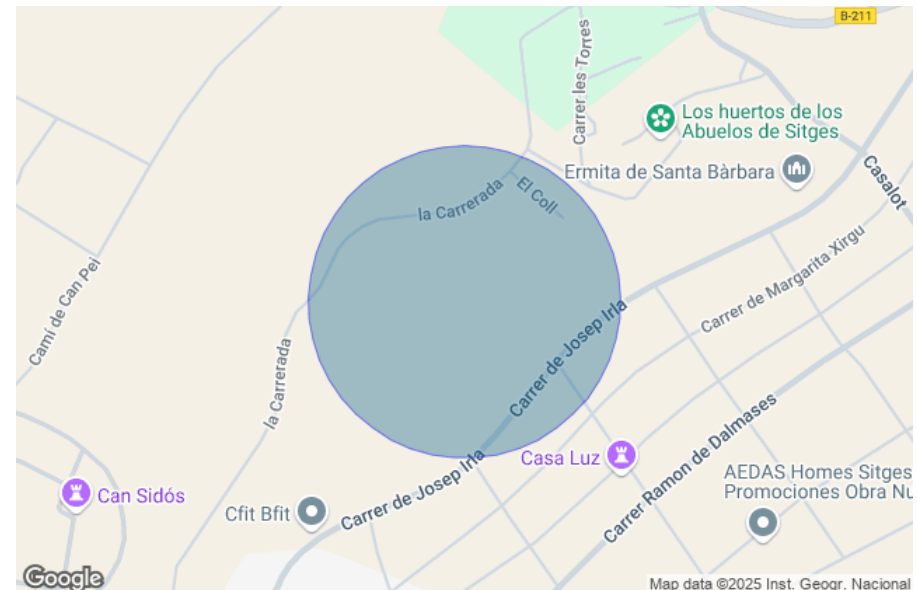 B-211
Carrer les Torres
Los huertos de los
Abuelos de Sitges
Ermita de Santa Bàrbara
Casalot
El Coll
la Carrerada
Carrer de Margarita Xirgu
Camí de Can Pei
la Carrerada
Carrer de Josep Irla
Carrer Ramon de Dalmases
Casa Luz
AEDAS Homes Sitges
Promociones Obra Nu
Can Sidós
Cfit Bfit
Carrer de Josep Irla
Google
Map data ©2025 Inst. Geogr. Nacional